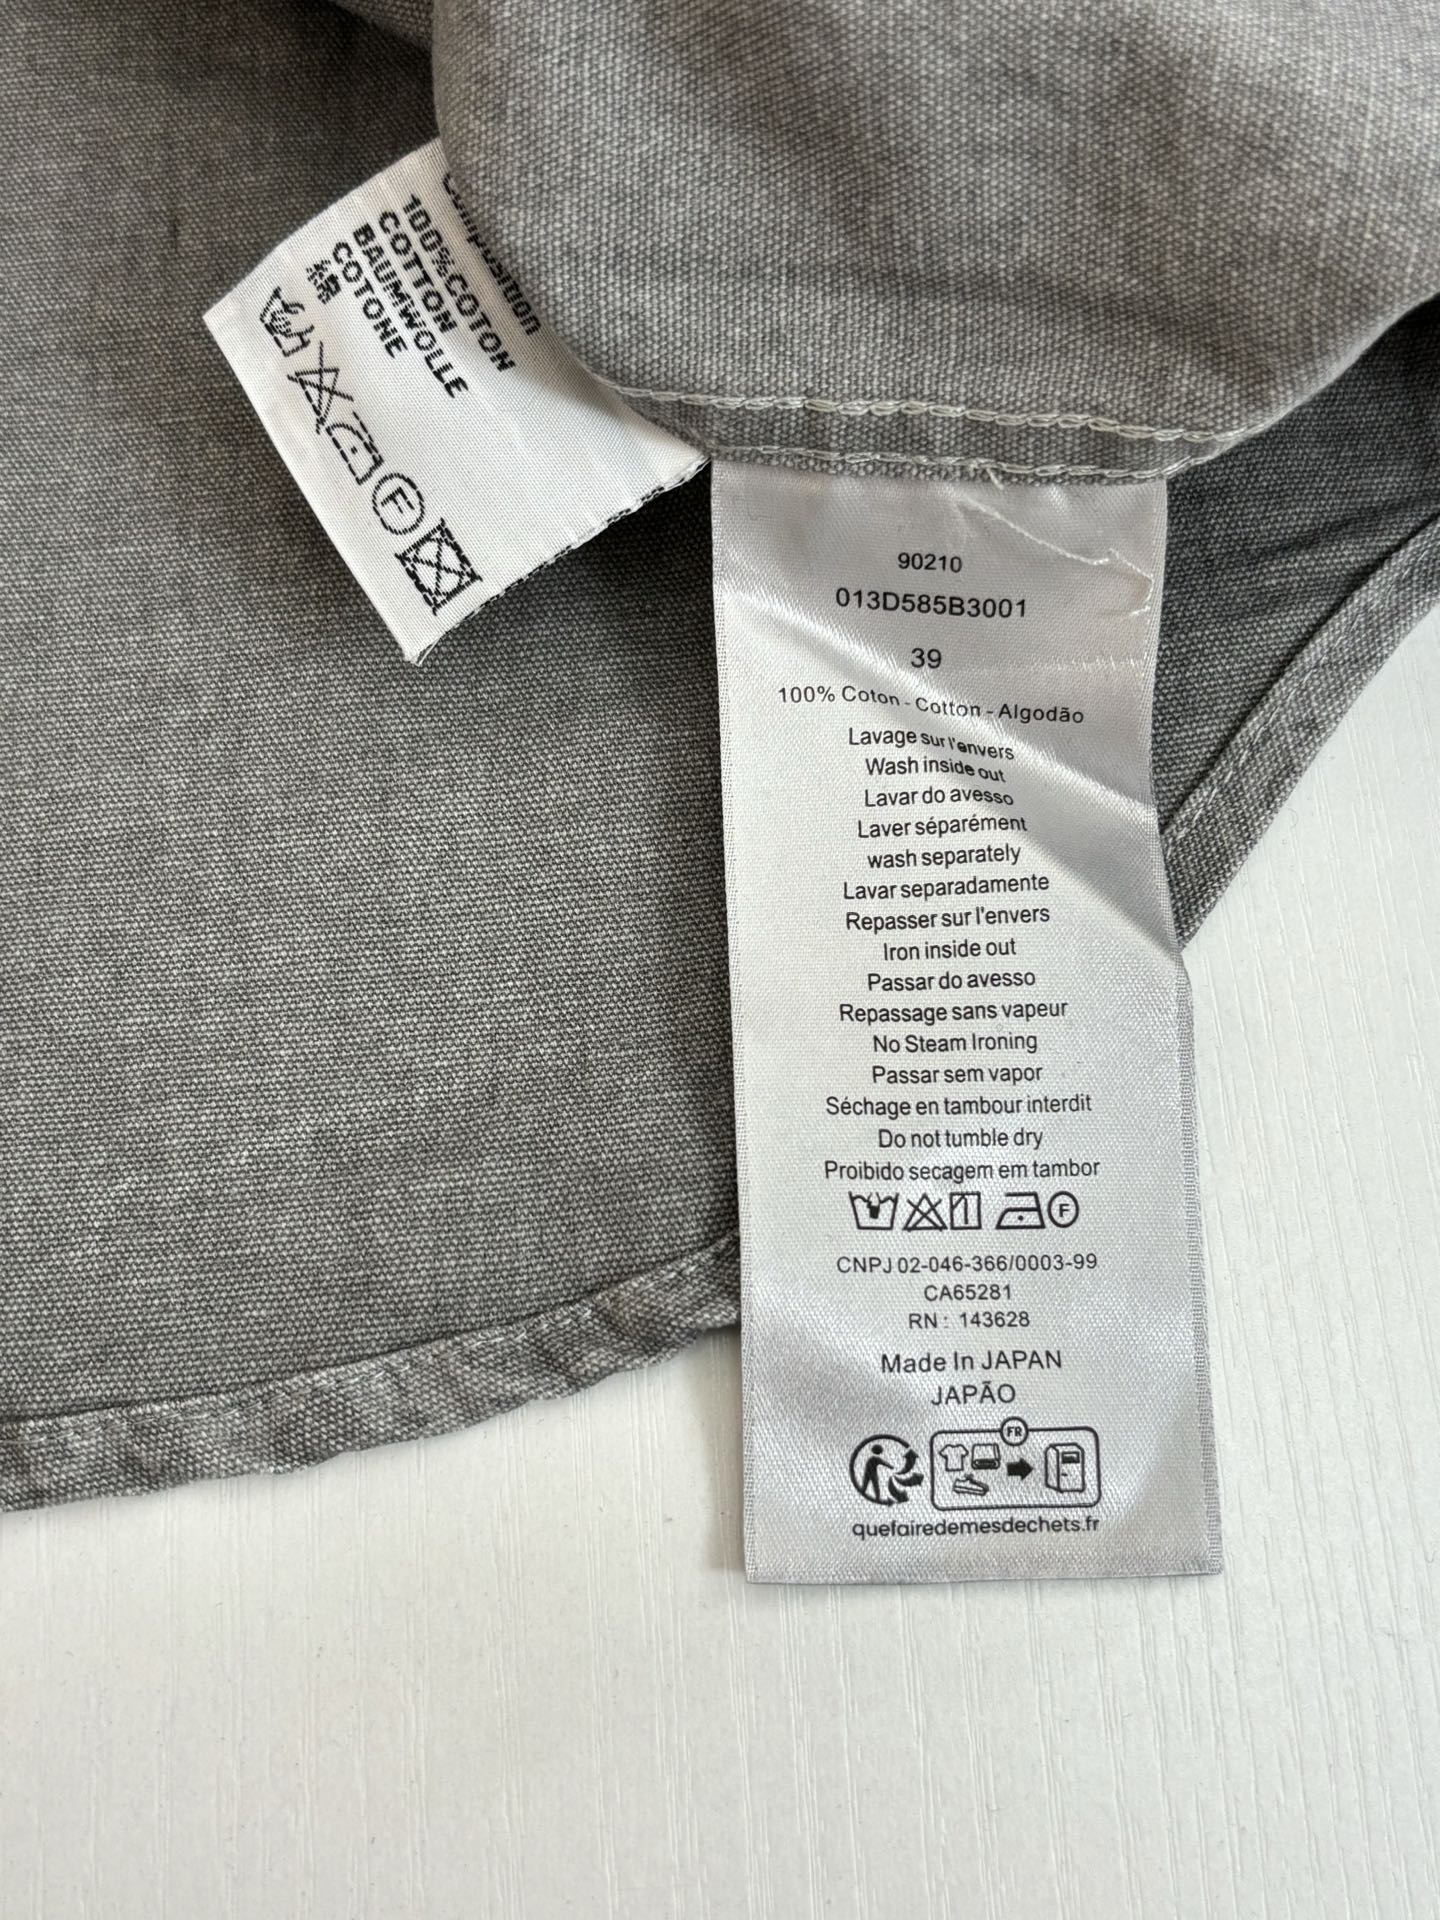 Composition
100%COTON
COTTON
BAUMWOLLE
COTONE
綿
F
90210
013D585B3001
39
100% Coton - Cotton - Algodão
Lavage sur l'envers
Wash inside out
Lavar do avesso
Laver séparément
wash separately
Lavar separadamente
Repasser sur l'envers
Iron inside out
Passar do avesso
Repassage sans vapeur
No Steam Ironing
Passar sem vapor
Séchage en tambour interdit
Do not tumble dry
Proibido secagem em tambor
F
CNPJ 02-046-366/0003-99
CA65281
RN: 143628
Made In JAPAN
JAPÃO
FR
quefairedemesdechets.fr